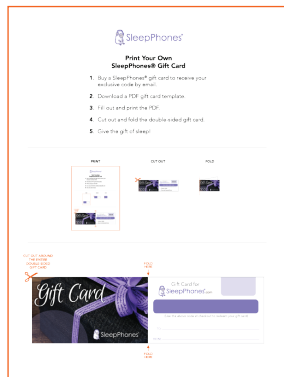 SleepPhones®
Print Your Own
SleepPhones® Gift Card
1. Buy a SleepPhones® gift card to receive your
exclusive code by email.
2. Download a PDF gift card template.
3. Fill out and print the PDF.
4. Cut out and fold the double sided gift card.
5. Give the gift of sleep!
PRINT
CUT OUT
FOLD
CUT OUT AROUND
THE ENTIRE
DOUBLE-SIDED
GIFT CARD
FOLD
HERE
Gift Card
SleepPhones®
Gift Card for
SleepPhones
FOLD
HERE